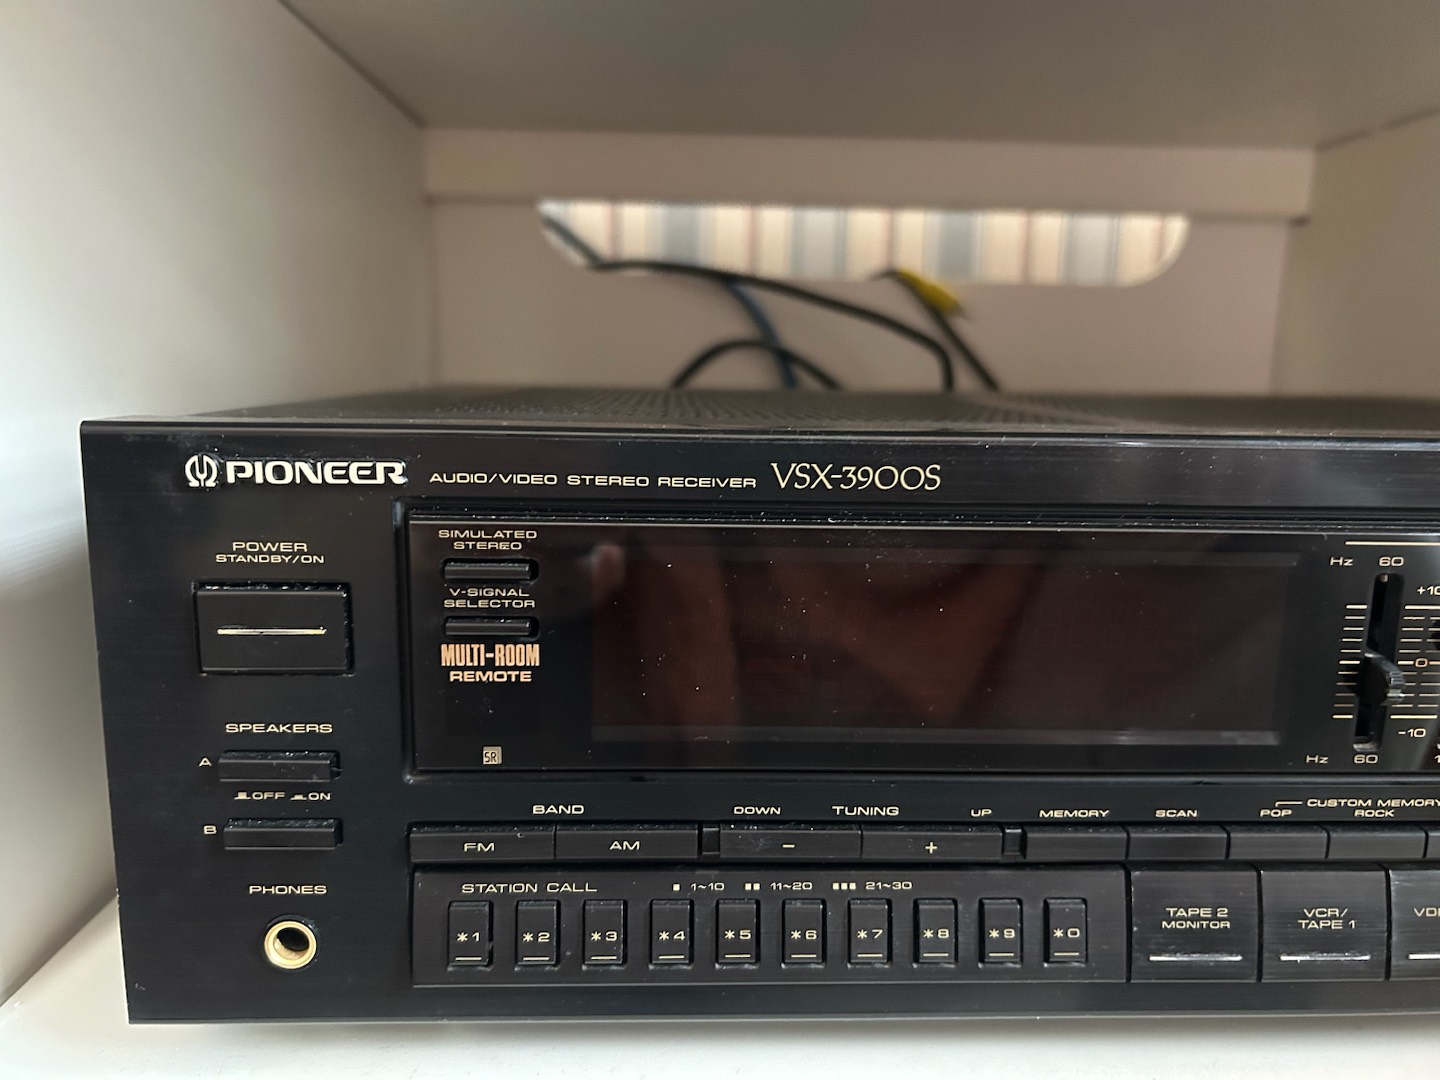 PIONEER AUDIO/VIDEO STEREO RECEIVER VSX-3900S
POWER
STANDBY/ON
SIMULATED
STEREO
V-SIGNAL
SELECTOR
MULTI-ROOM
REMOTE
SR
Hz 60
+10
0
-10
Hz 60
SPEAKERS
A
OFF ON
B
PHONES
BAND
FM AM
DOWN TUNING UP
- +
MEMORY SCAN
CUSTOM MEMORY
POP ROCK
STATION CALL 1~10 11~20 21~30
*1 *2 *3 *4 *5 *6 *7 *8 *9 *0
TAPE 2
MONITOR
VCR/
TAPE 1